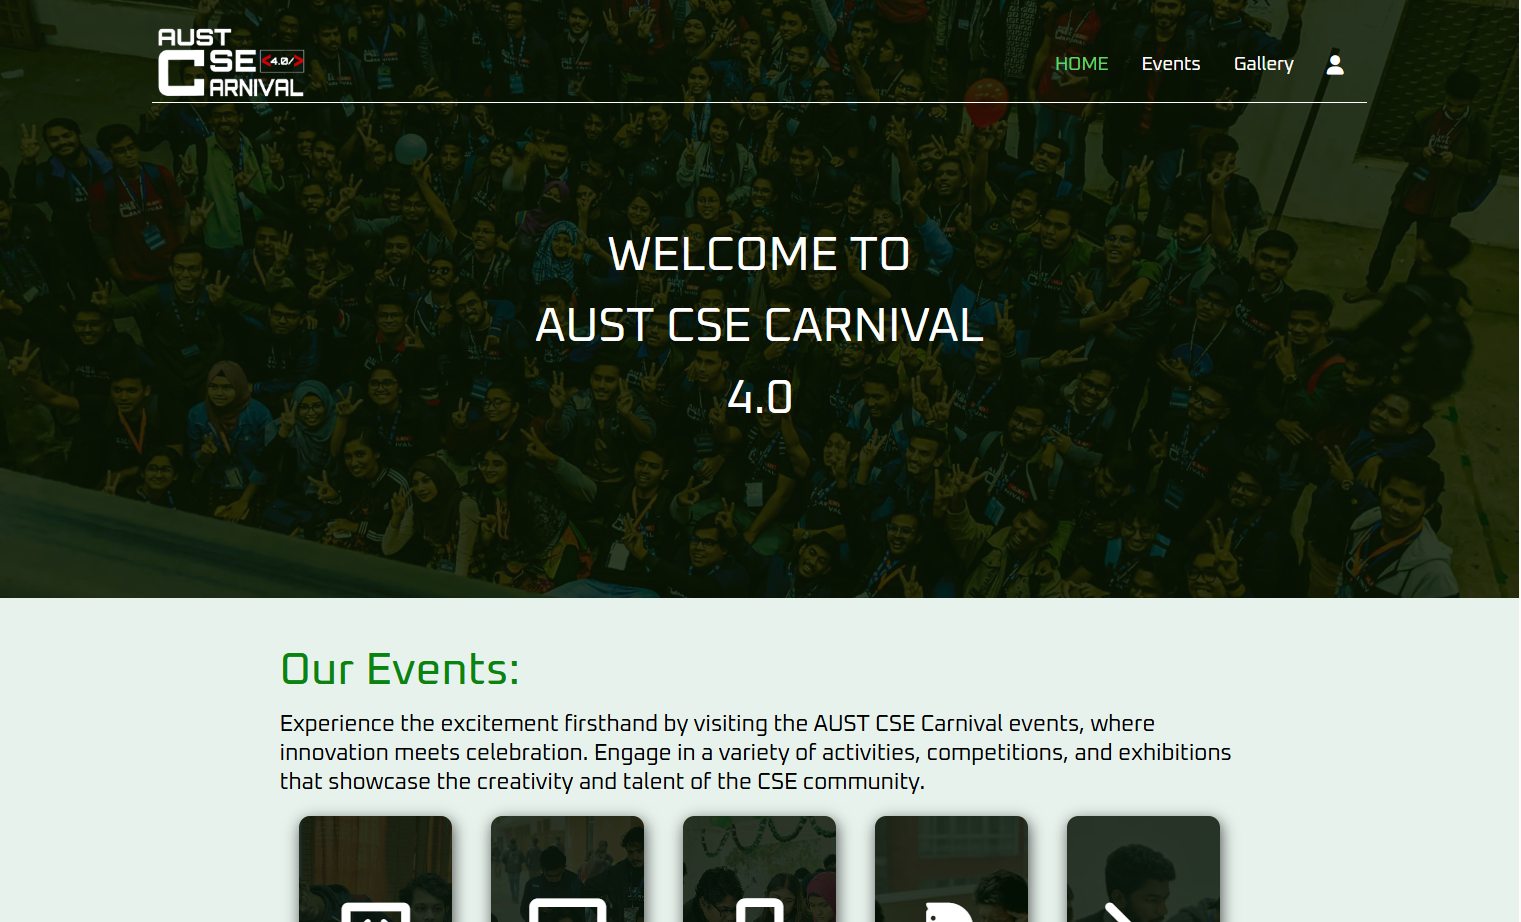 AUST
CSE <4.0/>
CARNIVAL
HOME Events Gallery
WELCOME TO
AUST CSE CARNIVAL
4.0
Our Events:
Experience the excitement firsthand by visiting the AUST CSE Carnival events, where
innovation meets celebration. Engage in a variety of activities, competitions, and exhibitions
that showcase the creativity and talent of the CSE community.